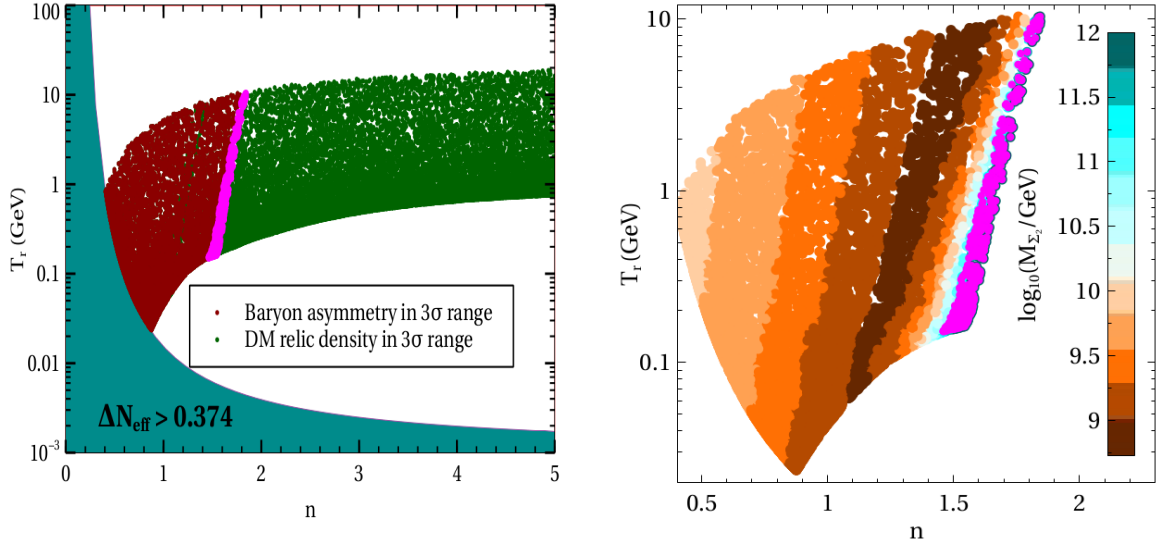 100
10
1
0.1
0.01
10⁻³
T_r (GeV)
Baryon asymmetry in 3σ range
DM relic density in 3σ range
ΔN_eff > 0.374
0 1 2 3 4 5
n
10
1
0.1
T_r (GeV)
0.5 1 1.5 2
n
12
11.5
11
10.5
10
9.5
9
log₁₀(M_Σ₂/GeV)